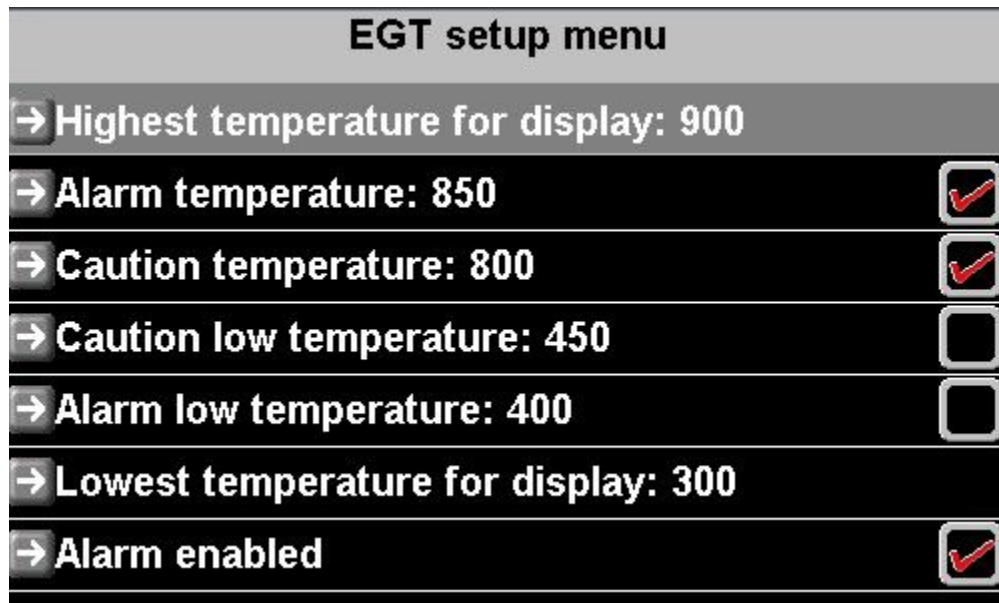 EGT setup menu
Highest temperature for display: 900
Alarm temperature: 850
Caution temperature: 800
Caution low temperature: 450
Alarm low temperature: 400
Lowest temperature for display: 300
Alarm enabled